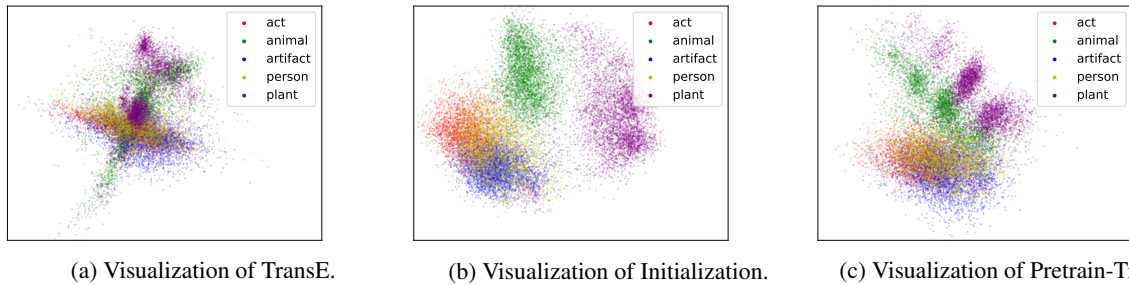 act
animal
artifact
person
plant
act
animal
artifact
person
plant
act
animal
artifact
person
plant
(a) Visualization of TransE.
(b) Visualization of Initialization.
(c) Visualization of